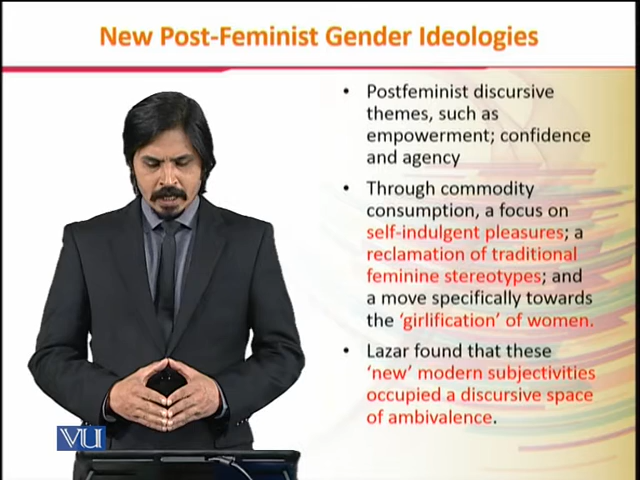 New Post-Feminist Gender Ideologies
• Postfeminist discursive
themes, such as
empowerment; confidence
and agency
• Through commodity
consumption, a focus on
self-indulgent pleasures; a
reclamation of traditional
feminine stereotypes; and
a move specifically towards
the ‘girlification’ of women.
• Lazar found that these
‘new’ modern subjectivities
occupied a discursive space
of ambivalence.
VU